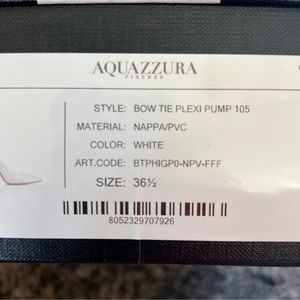 AQUAZZURA
FIRENZE
STYLE: BOW TIE PLEXI PUMP 105
MATERIAL: NAPPA/PVC
COLOR: WHITE
ART.CODE: BTPHIGP0-NPV-FFF
SIZE: 36½
8052329707926